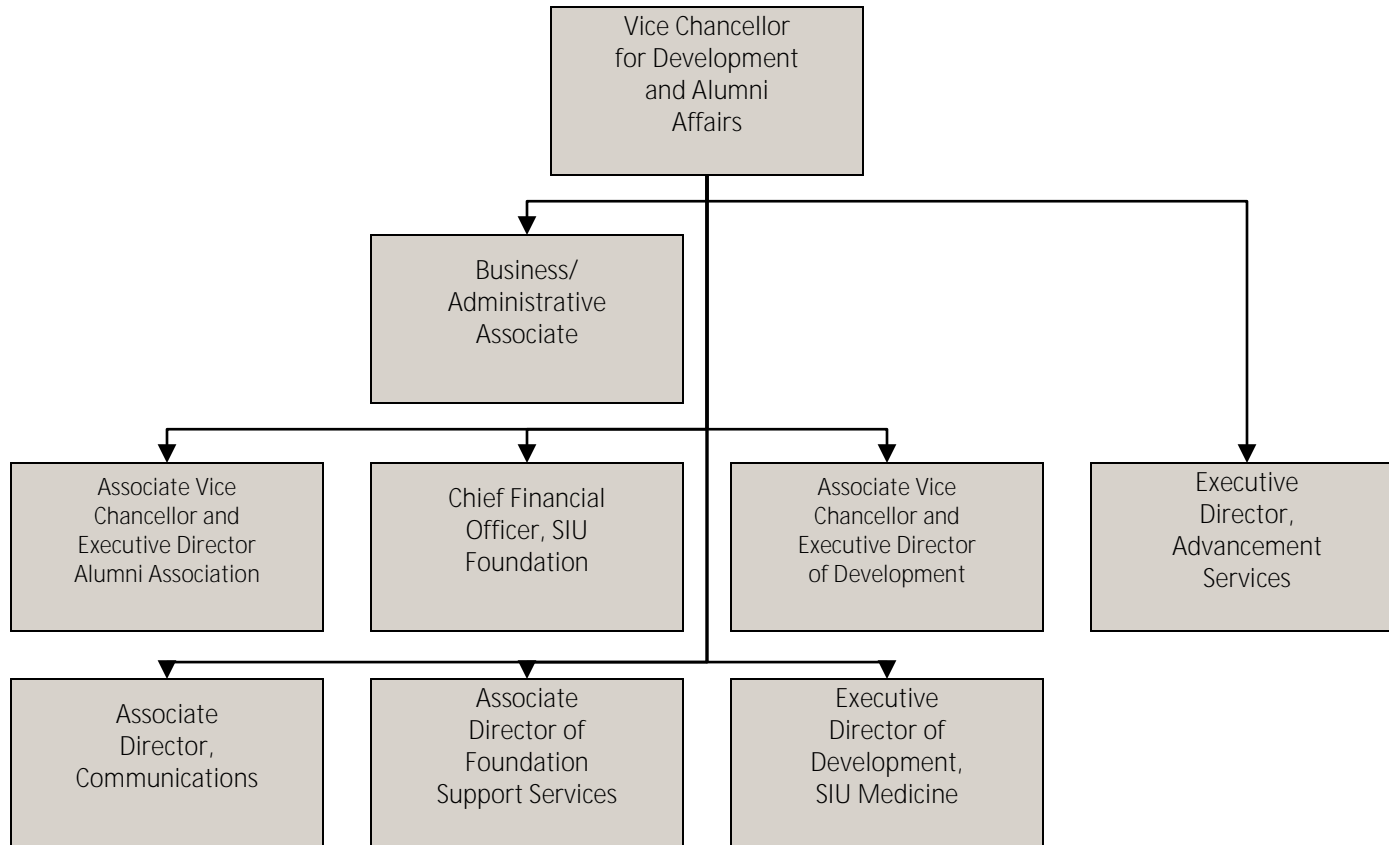 Vice Chancellor
for Development
and Alumni
Affairs
Business/
Administrative
Associate
Associate Vice
Chancellor and
Executive Director
Alumni Association
Chief Financial
Officer, SIU
Foundation
Associate Vice
Chancellor and
Executive Director
of Development
Executive
Director,
Advancement
Services
Associate
Director,
Communications
Associate
Director of
Foundation
Support Services
Executive
Director of
Development,
SIU Medicine